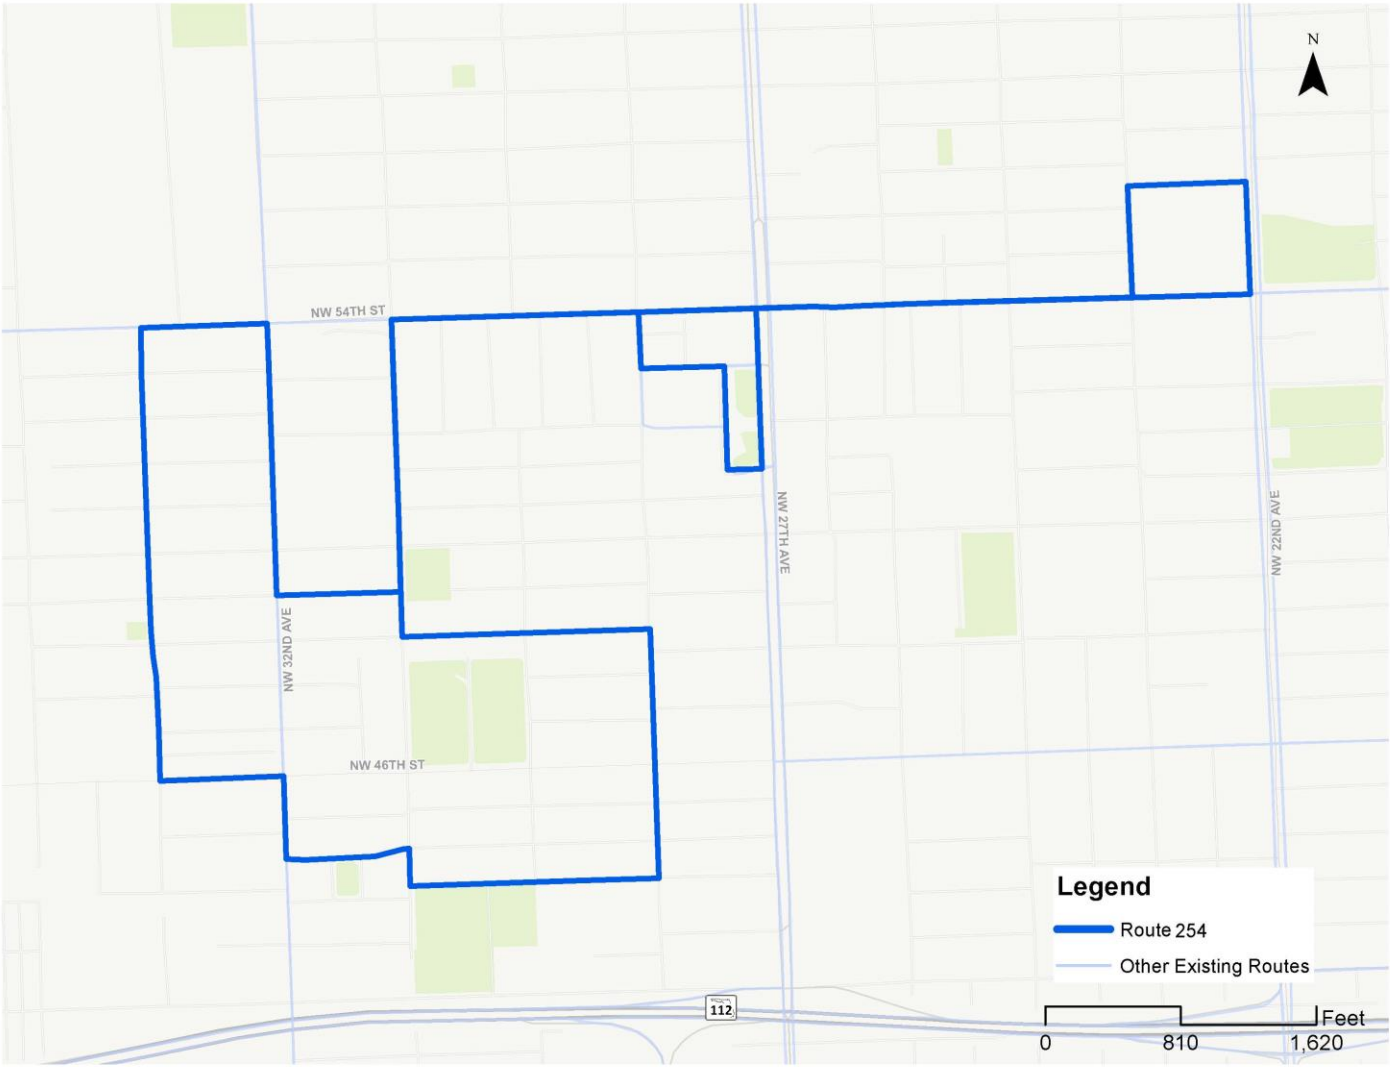 N
NW 54TH ST
NW 27TH AVE
NW 22ND AVE
NW 32ND AVE
NW 46TH ST
Legend
Route 254
Other Existing Routes
112
Feet
0 810 1,620